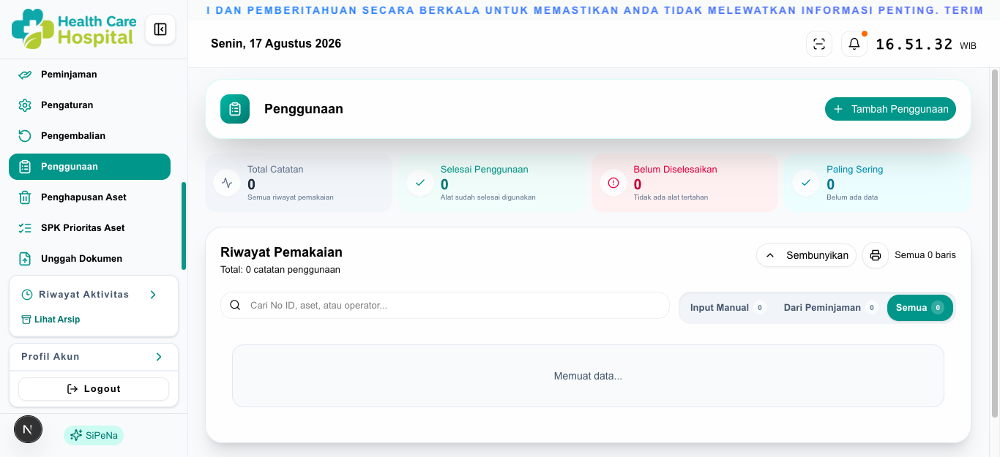 I DAN PEMBERITAHUAN SECARA BERKALA UNTUK MEMASTIKAN ANDA TIDAK MELEWATKAN INFORMASI PENTING. TERIM
Health Care
Hospital
Senin, 17 Agustus 2026
16.51.32 WIB
Peminjaman
Pengaturan
Pengembalian
Penggunaan
Penghapusan Aset
SPK Prioritas Aset
Unggah Dokumen
Riwayat Aktivitas
Lihat Arsip
Profil Akun
Logout
N
SiPeNa
Penggunaan
Tambah Penggunaan
Total Catatan
0
Semua riwayat pemakaian
Selesai Penggunaan
0
Alat sudah selesai digunakan
Belum Diselesaikan
0
Tidak ada alat tertahan
Paling Sering
0
Belum ada data
Riwayat Pemakaian
Total: 0 catatan penggunaan
Sembunyikan
Semua 0 baris
Cari No ID, aset, atau operator...
Input Manual 0
Dari Peminjaman 0
Semua 0
Memuat data...